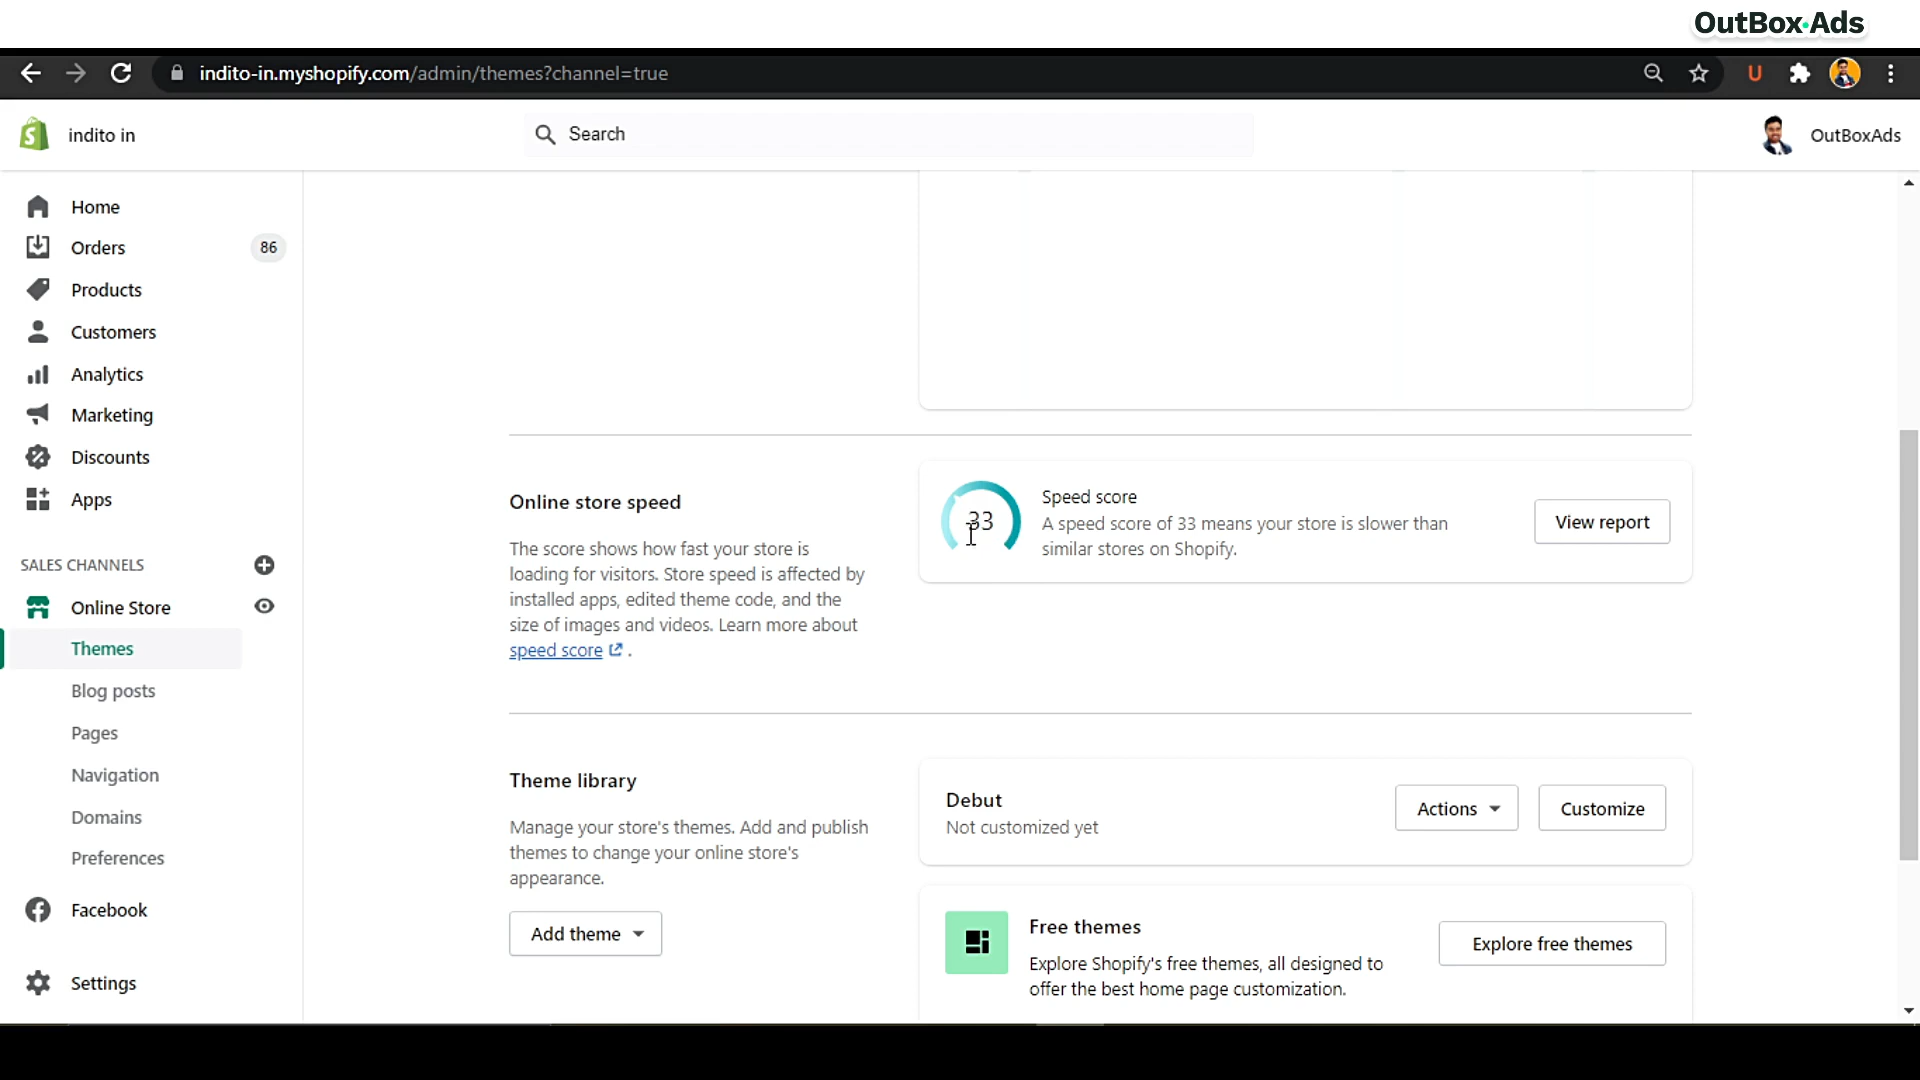 OutBox Ads
indito-in.myshopify.com/admin/themes?channel=true
U
indito in
Search
OutBoxAds
Home
Orders
86
Products
Customers
Analytics
Marketing
Discounts
Apps
SALES CHANNELS
Online Store
Themes
Blog posts
Pages
Navigation
Domains
Preferences
Facebook
Settings
Online store speed
The score shows how fast your store is
loading for visitors. Store speed is affected by
installed apps, edited theme code, and the
size of images and videos. Learn more about
speed score .
33
Speed score
A speed score of 33 means your store is slower than
similar stores on Shopify.
View report
Theme library
Manage your store's themes. Add and publish
themes to change your online store's
appearance.
Add theme
Debut
Not customized yet
Actions
Customize
Free themes
Explore Shopify's free themes, all designed to
offer the best home page customization.
Explore free themes